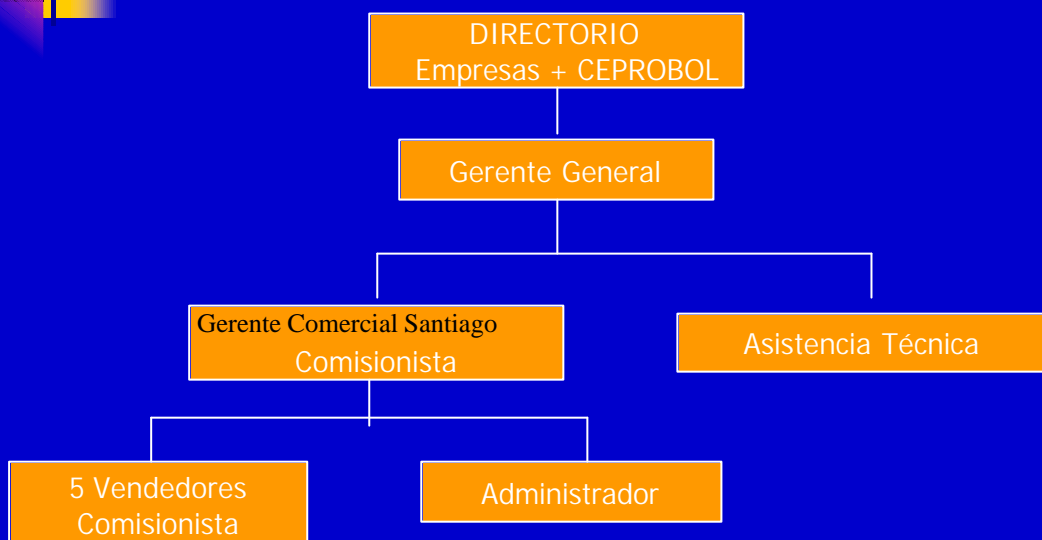 DIRECTORIO
Empresas + CEPROBOL
Gerente General
Gerente Comercial Santiago
Comisionista
Asistencia Técnica
5 Vendedores
Comisionista
Administrador